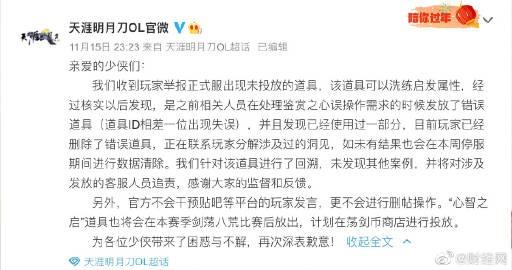 陪你过年
天涯明月刀OL官微
11月15日 23:23 来自 天涯明月刀OL超话 已编辑
亲爱的少侠们：
我们收到玩家举报正式服出现未投放的道具，该道具可以洗练启发属性，经
过核实以后发现，是之前相关人员在处理鉴赏之心误操作需求的时候发放了错误
道具（道具ID相差一位出现失误），并且发现已经使用过一部分，目前玩家已经
删除了错误道具，正在联系玩家分解涉及过的洞见，如未有结果也会在本周停服
期间进行数据清除。我们针对该道具进行了回溯，未发现其他案例，并将对涉及
发放的客服人员追责，感谢大家的监督和反馈。
另外，官方不会干预贴吧等平台的玩家发言，更不会进行删帖操作。“心智之
启”道具也将会在本赛季剑荡八荒比赛后放出，计划在荡剑币商店进行投放。
为各位少侠带来了困惑与不解，再次深表歉意！ 收起全文
天涯明月刀OL超话
@财经网